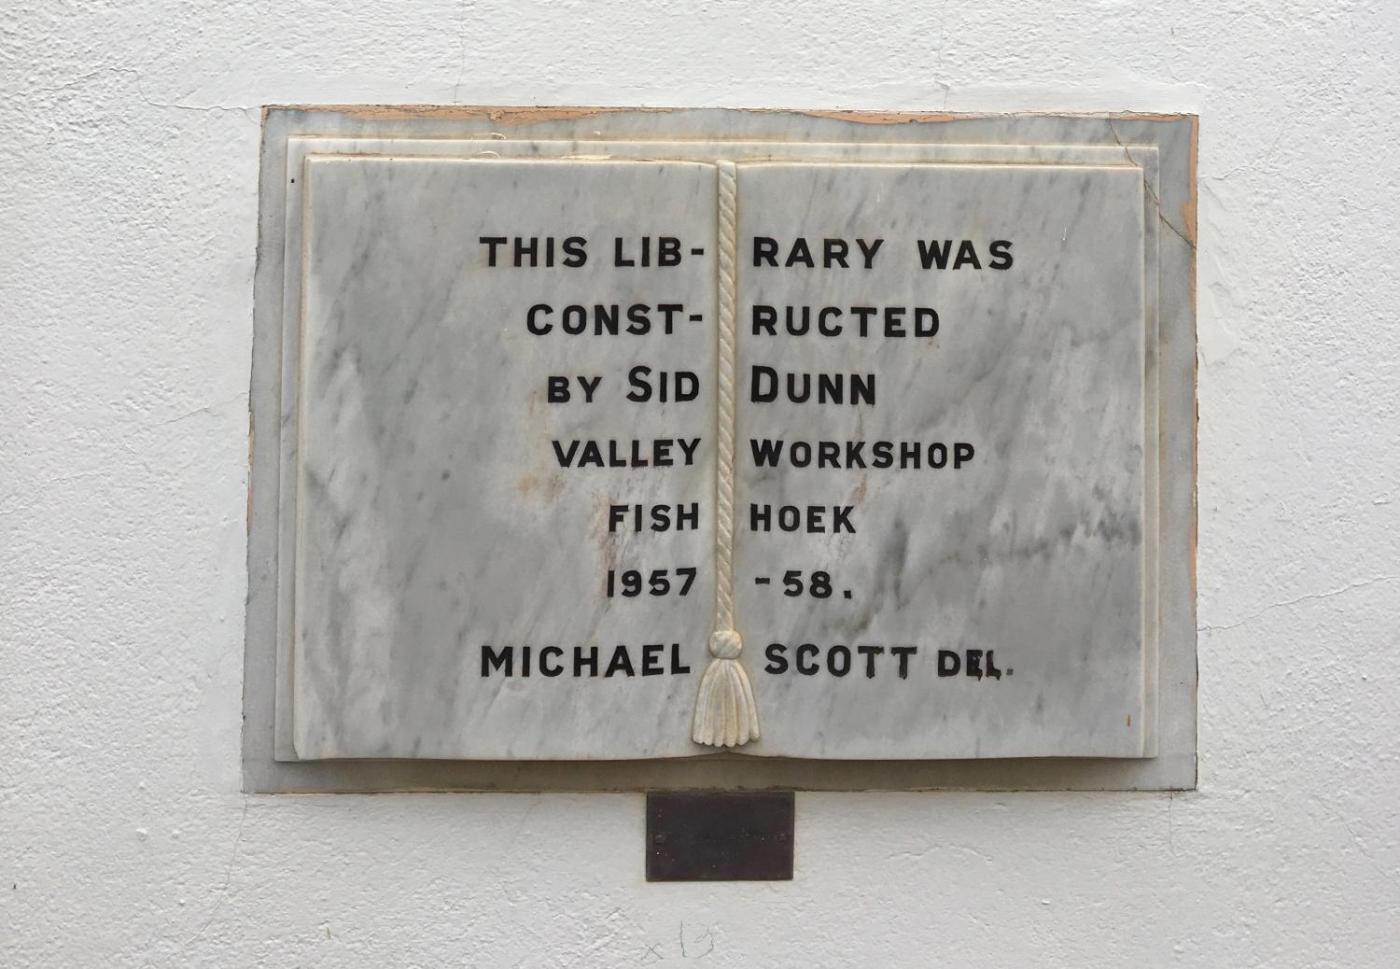 THIS LIB- RARY WAS
CONST- RUCTED
BY SID DUNN
VALLEY WORKSHOP
FISH HOEK
1957 -58.
MICHAEL SCOTT DEL.